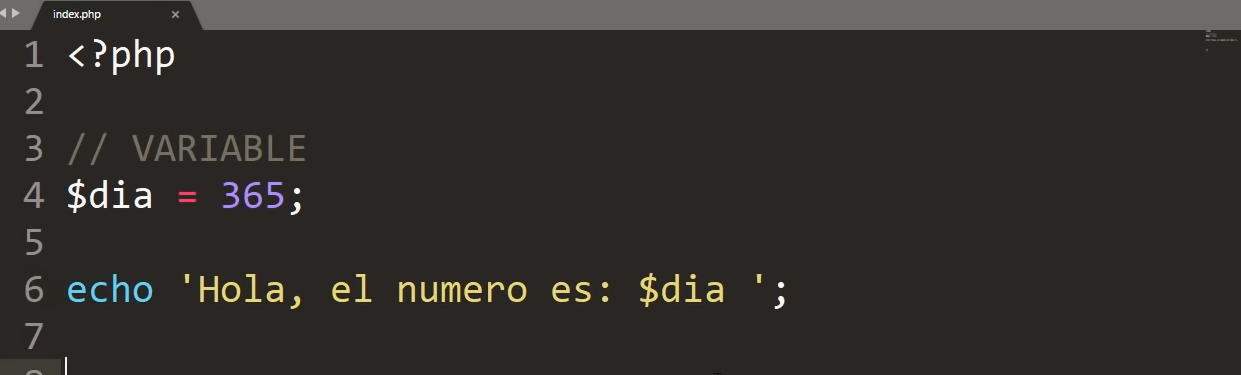 index.php ×
1 <?php
2
3 // VARIABLE
4 $dia = 365;
5
6 echo 'Hola, el numero es: $dia ';
7
8